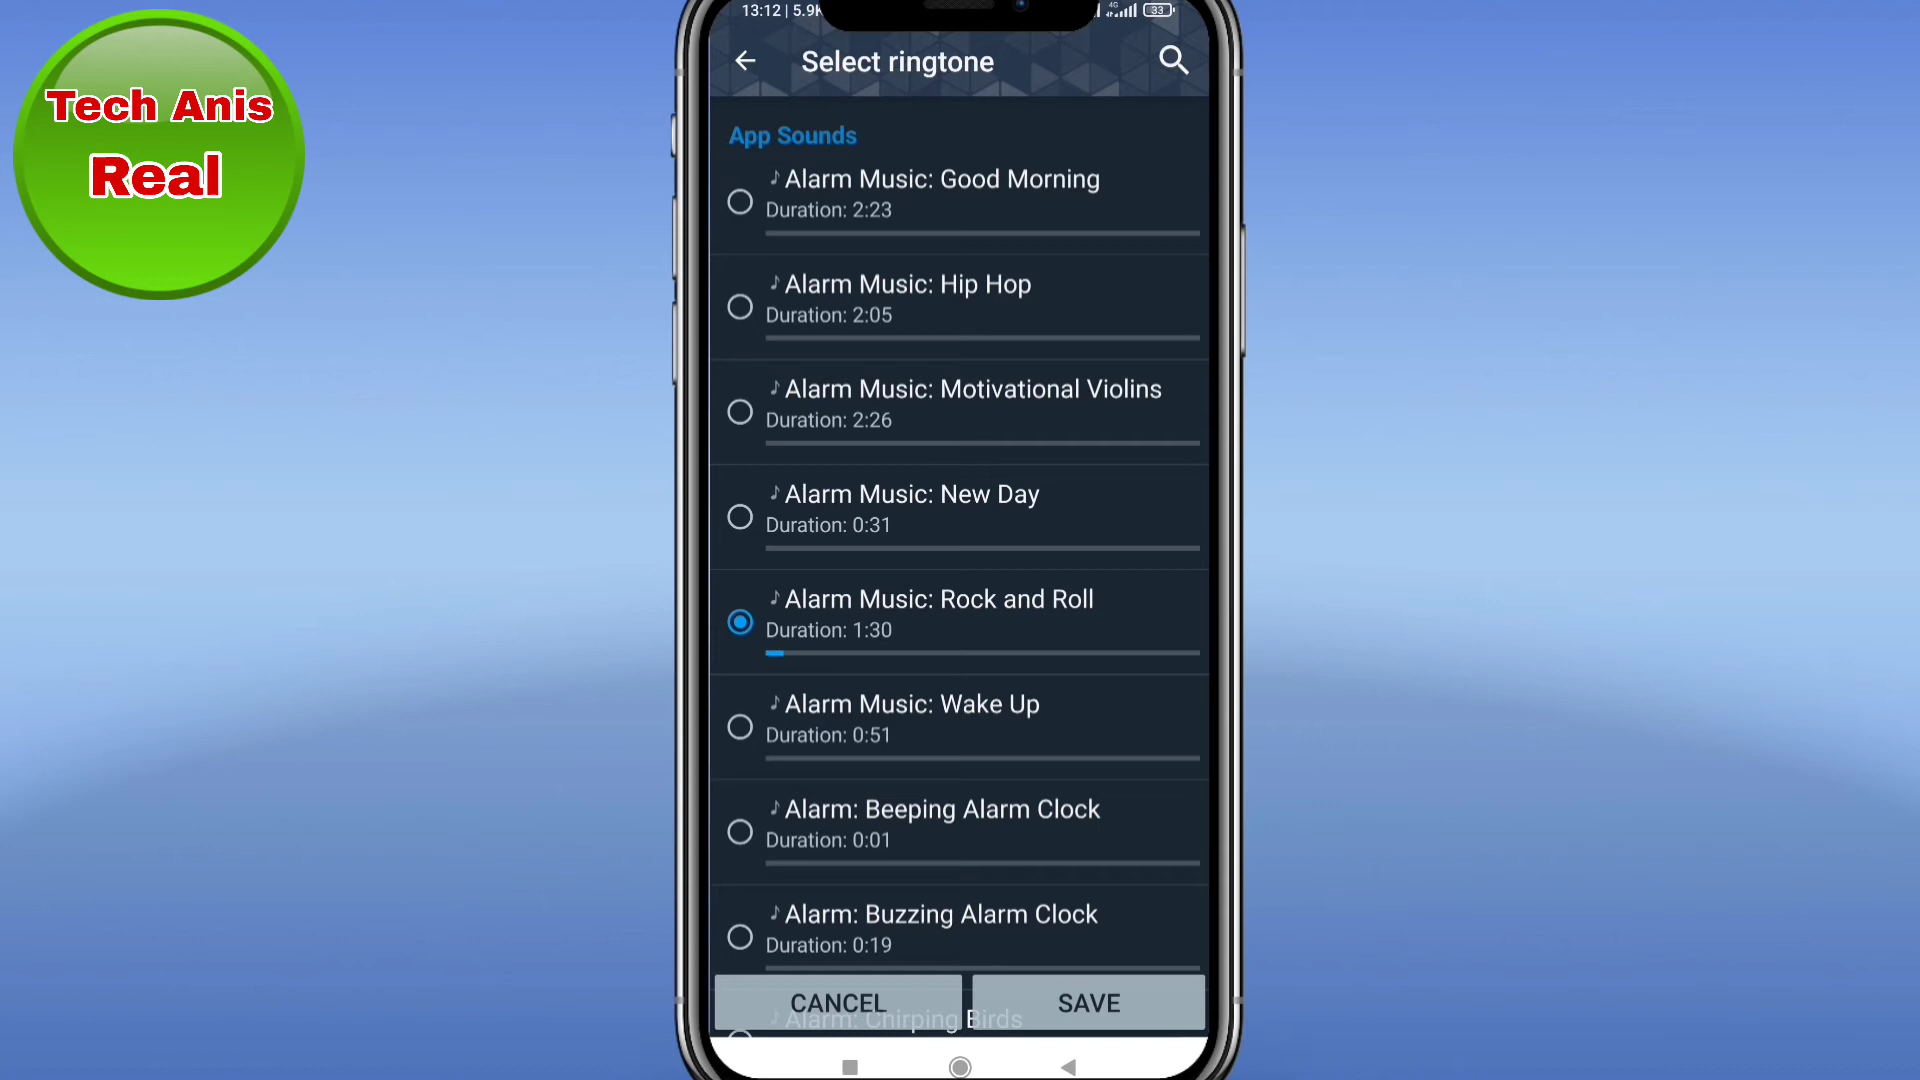 Tech Anis
Real
13:12 | 5.9K
4G
33
Select ringtone
App Sounds
♪ Alarm Music: Good Morning
Duration: 2:23
♪ Alarm Music: Hip Hop
Duration: 2:05
♪ Alarm Music: Motivational Violins
Duration: 2:26
♪ Alarm Music: New Day
Duration: 0:31
♪ Alarm Music: Rock and Roll
Duration: 1:30
♪ Alarm Music: Wake Up
Duration: 0:51
♪ Alarm: Beeping Alarm Clock
Duration: 0:01
♪ Alarm: Buzzing Alarm Clock
Duration: 0:19
CANCEL SAVE
♪ Alarm: Chirping Birds